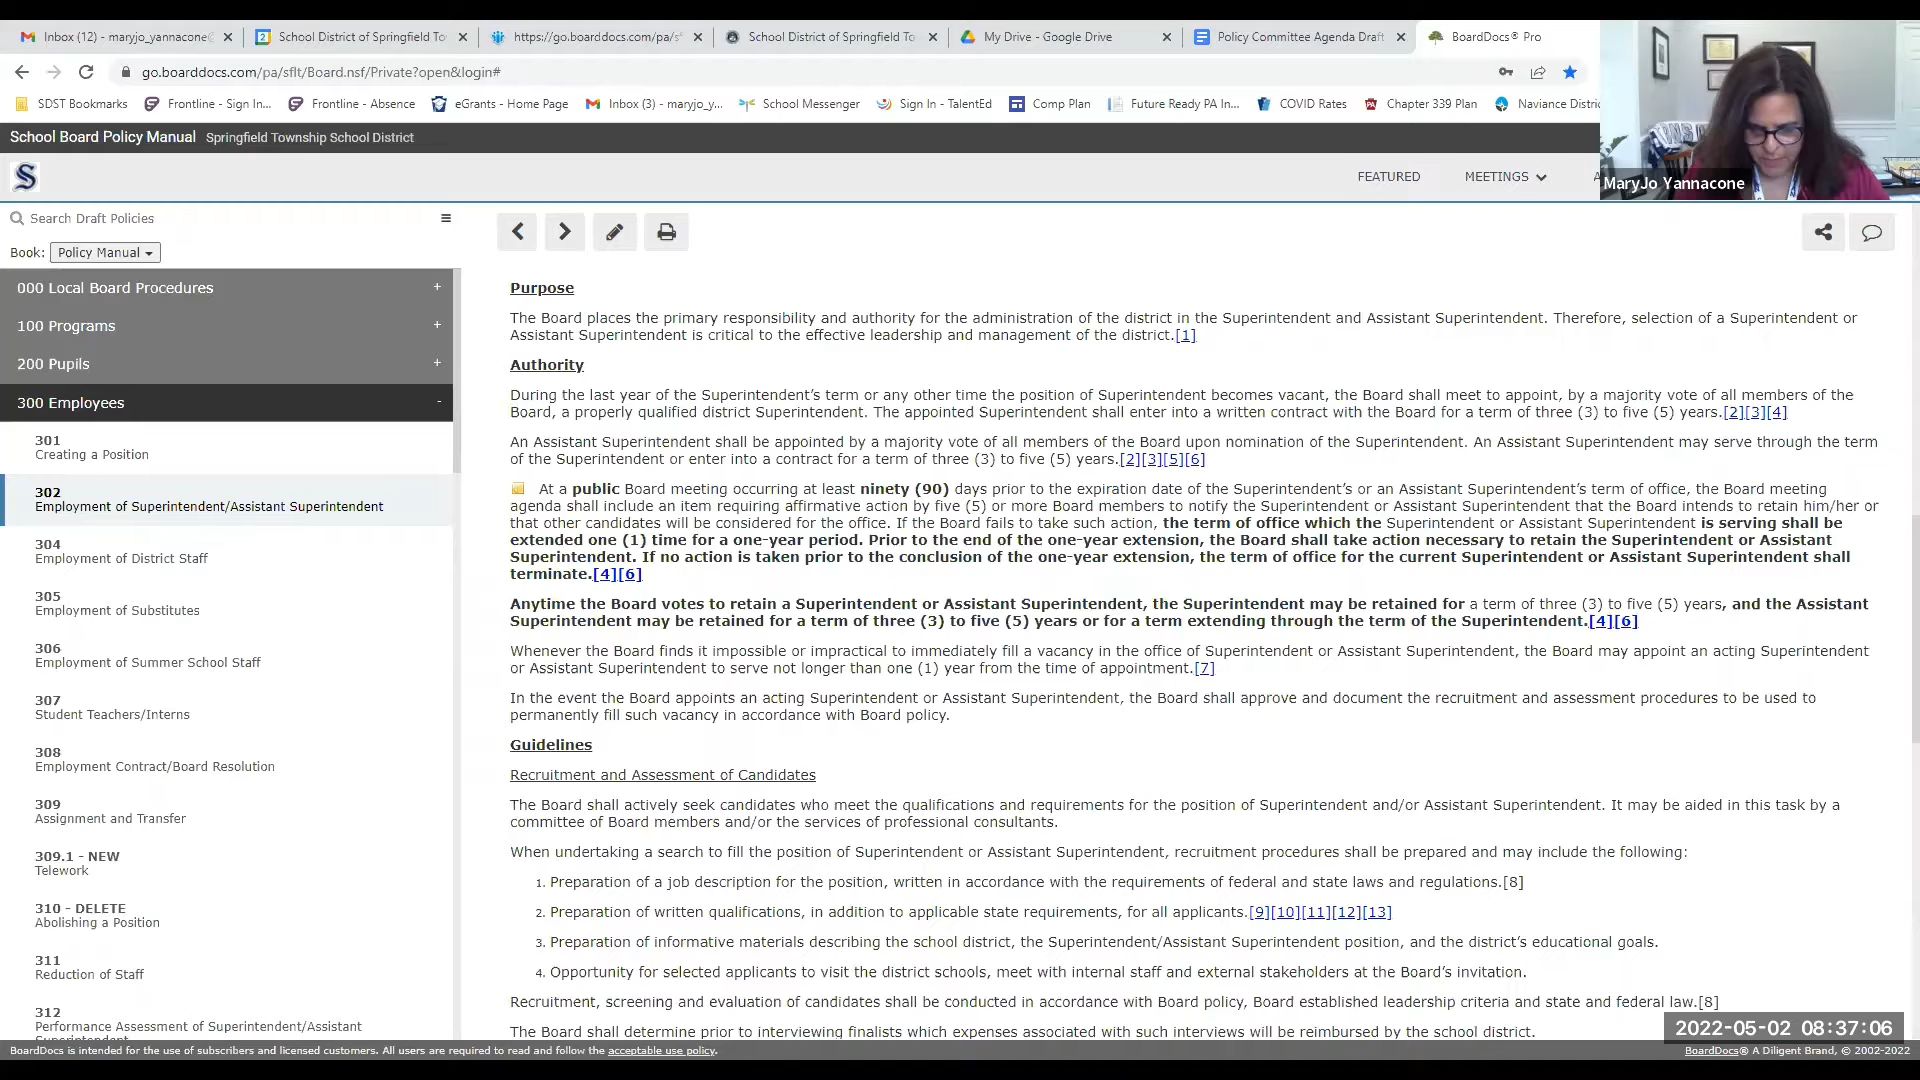 Inbox (12) - maryjo_yannacone@
School District of Springfield To
https://go.boarddocs.com/pa/s
School District of Springfield To
My Drive - Google Drive
Policy Committee Agenda Draft
BoardDocs® Pro
go.boarddocs.com/pa/sflt/Board.nsf/Private?open&login#
SDST Bookmarks
Frontline - Sign In...
Frontline - Absence
eGrants - Home Page
Inbox (3) - maryjo_y...
School Messenger
Sign In - TalentEd
Comp Plan
Future Ready PA In...
COVID Rates
Chapter 339 Plan
Naviance Distric
School Board Policy Manual Springfield Township School District
S
FEATURED
MEETINGS
MaryJo Yannacone
Search Draft Policies
Book: Policy Manual
000 Local Board Procedures +
100 Programs +
200 Pupils +
300 Employees -
301
Creating a Position
302
Employment of Superintendent/Assistant Superintendent
304
Employment of District Staff
305
Employment of Substitutes
306
Employment of Summer School Staff
307
Student Teachers/Interns
308
Employment Contract/Board Resolution
309
Assignment and Transfer
309.1 - NEW
Telework
310 - DELETE
Abolishing a Position
311
Reduction of Staff
312
Performance Assessment of Superintendent/Assistant
Superintendent
Purpose
The Board places the primary responsibility and authority for the administration of the district in the Superintendent and Assistant Superintendent. Therefore, selection of a Superintendent or
Assistant Superintendent is critical to the effective leadership and management of the district.[1]
Authority
During the last year of the Superintendent's term or any other time the position of Superintendent becomes vacant, the Board shall meet to appoint, by a majority vote of all members of the
Board, a properly qualified district Superintendent. The appointed Superintendent shall enter into a written contract with the Board for a term of three (3) to five (5) years.[2][3][4]
An Assistant Superintendent shall be appointed by a majority vote of all members of the Board upon nomination of the Superintendent. An Assistant Superintendent may serve through the term
of the Superintendent or enter into a contract for a term of three (3) to five (5) years.[2][3][5][6]
At a public Board meeting occurring at least ninety (90) days prior to the expiration date of the Superintendent's or an Assistant Superintendent's term of office, the Board meeting
agenda shall include an item requiring affirmative action by five (5) or more Board members to notify the Superintendent or Assistant Superintendent that the Board intends to retain him/her or
that other candidates will be considered for the office. If the Board fails to take such action, the term of office which the Superintendent or Assistant Superintendent is serving shall be
extended one (1) time for a one-year period. Prior to the end of the one-year extension, the Board shall take action necessary to retain the Superintendent or Assistant
Superintendent. If no action is taken prior to the conclusion of the one-year extension, the term of office for the current Superintendent or Assistant Superintendent shall
terminate.[4][6]
Anytime the Board votes to retain a Superintendent or Assistant Superintendent, the Superintendent may be retained for a term of three (3) to five (5) years, and the Assistant
Superintendent may be retained for a term of three (3) to five (5) years or for a term extending through the term of the Superintendent.[4][6]
Whenever the Board finds it impossible or impractical to immediately fill a vacancy in the office of Superintendent or Assistant Superintendent, the Board may appoint an acting Superintendent
or Assistant Superintendent to serve not longer than one (1) year from the time of appointment.[7]
In the event the Board appoints an acting Superintendent or Assistant Superintendent, the Board shall approve and document the recruitment and assessment procedures to be used to
permanently fill such vacancy in accordance with Board policy.
Guidelines
Recruitment and Assessment of Candidates
The Board shall actively seek candidates who meet the qualifications and requirements for the position of Superintendent and/or Assistant Superintendent. It may be aided in this task by a
committee of Board members and/or the services of professional consultants.
When undertaking a search to fill the position of Superintendent or Assistant Superintendent, recruitment procedures shall be prepared and may include the following:
1. Preparation of a job description for the position, written in accordance with the requirements of federal and state laws and regulations.[8]
2. Preparation of written qualifications, in addition to applicable state requirements, for all applicants.[9][10][11][12][13]
3. Preparation of informative materials describing the school district, the Superintendent/Assistant Superintendent position, and the district's educational goals.
4. Opportunity for selected applicants to visit the district schools, meet with internal staff and external stakeholders at the Board's invitation.
Recruitment, screening and evaluation of candidates shall be conducted in accordance with Board policy, Board established leadership criteria and state and federal law.[8]
The Board shall determine prior to interviewing finalists which expenses associated with such interviews will be reimbursed by the school district.
2022-05-02 08:37:06
BoardDocs is intended for the use of subscribers and licensed customers. All users are required to read and follow the acceptable use policy.
BoardDocs® A Diligent Brand, © 2002-2022